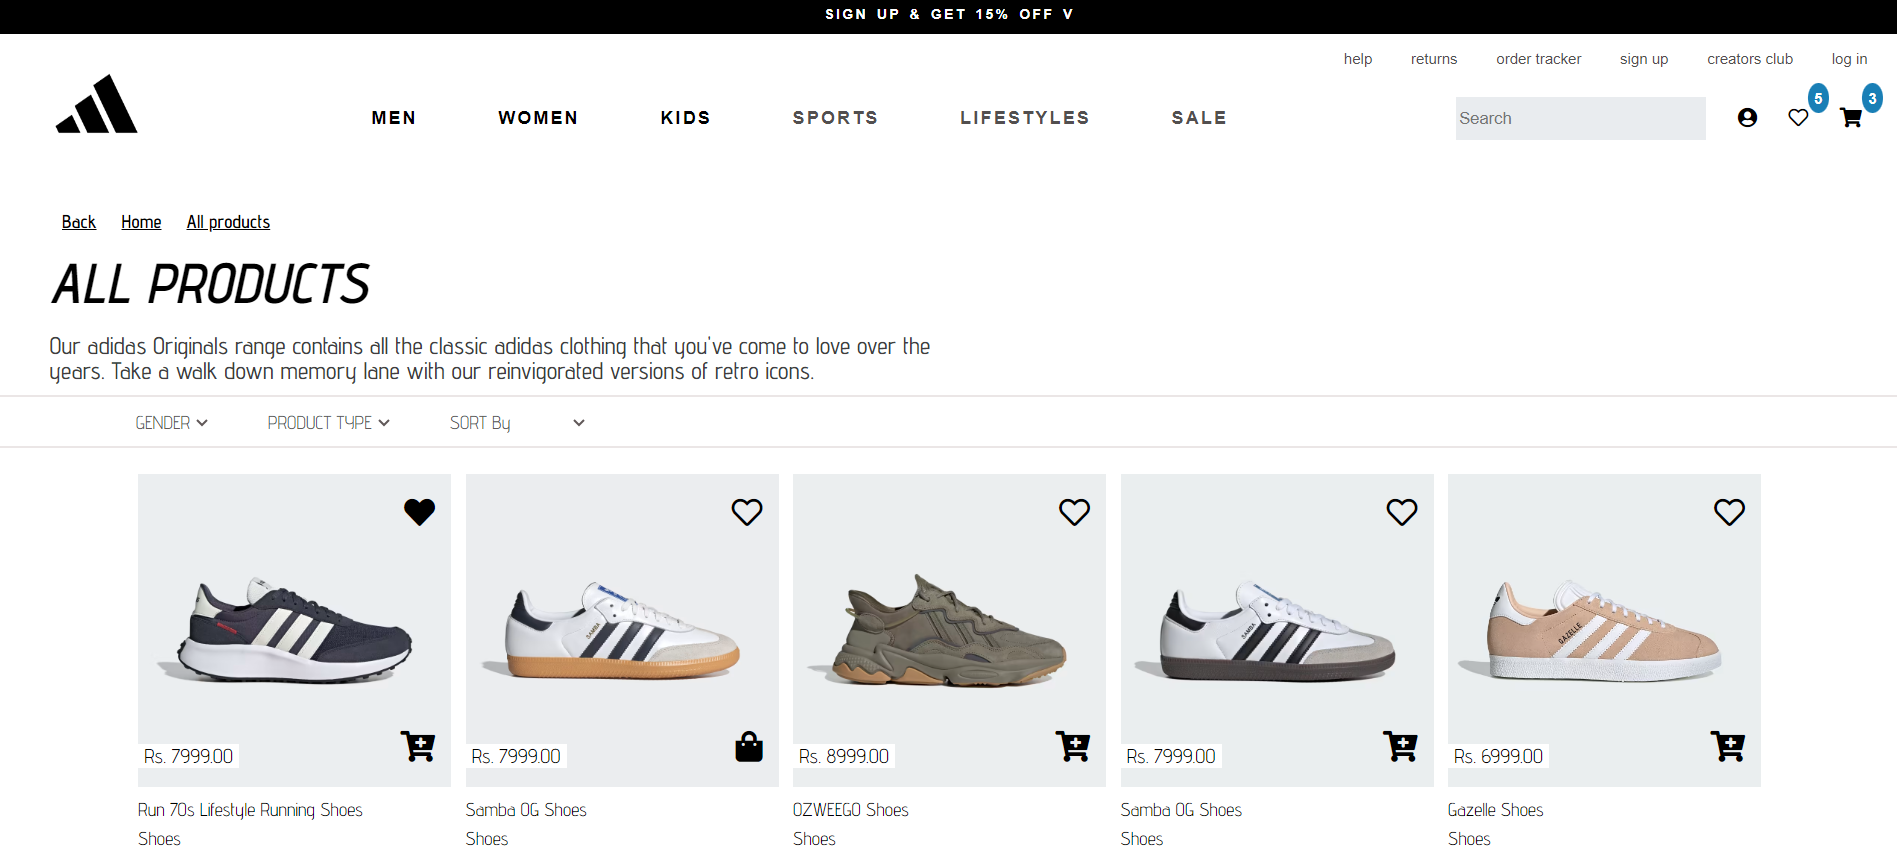 SIGN UP & GET 15% OFF V
help returns order tracker sign up creators club log in
MEN WOMEN KIDS SPORTS LIFESTYLES SALE
Search
5
3
Back Home All products
ALL PRODUCTS
Our adidas Originals range contains all the classic adidas clothing that you've come to love over the
years. Take a walk down memory lane with our reinvigorated versions of retro icons.
GENDER PRODUCT TYPE SORT By
SAMBA
SAMBA
GAZELLE
Rs. 7999.00
Rs. 7999.00
Rs. 8999.00
Rs. 7999.00
Rs. 6999.00
Run 70s Lifestyle Running Shoes
Shoes
Samba OG Shoes
Shoes
OZWEEGO Shoes
Shoes
Samba OG Shoes
Shoes
Gazelle Shoes
Shoes